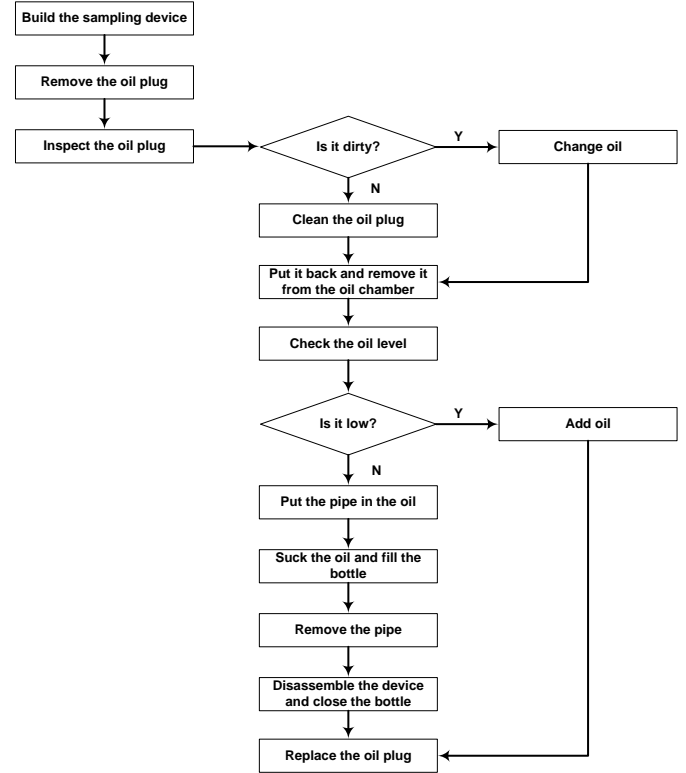 Build the sampling device
Remove the oil plug
Inspect the oil plug
Is it dirty?
Y
Change oil
N
Clean the oil plug
Put it back and remove it
from the oil chamber
Check the oil level
Is it low?
Y
Add oil
N
Put the pipe in the oil
Suck the oil and fill the
bottle
Remove the pipe
Disassemble the device
and close the bottle
Replace the oil plug